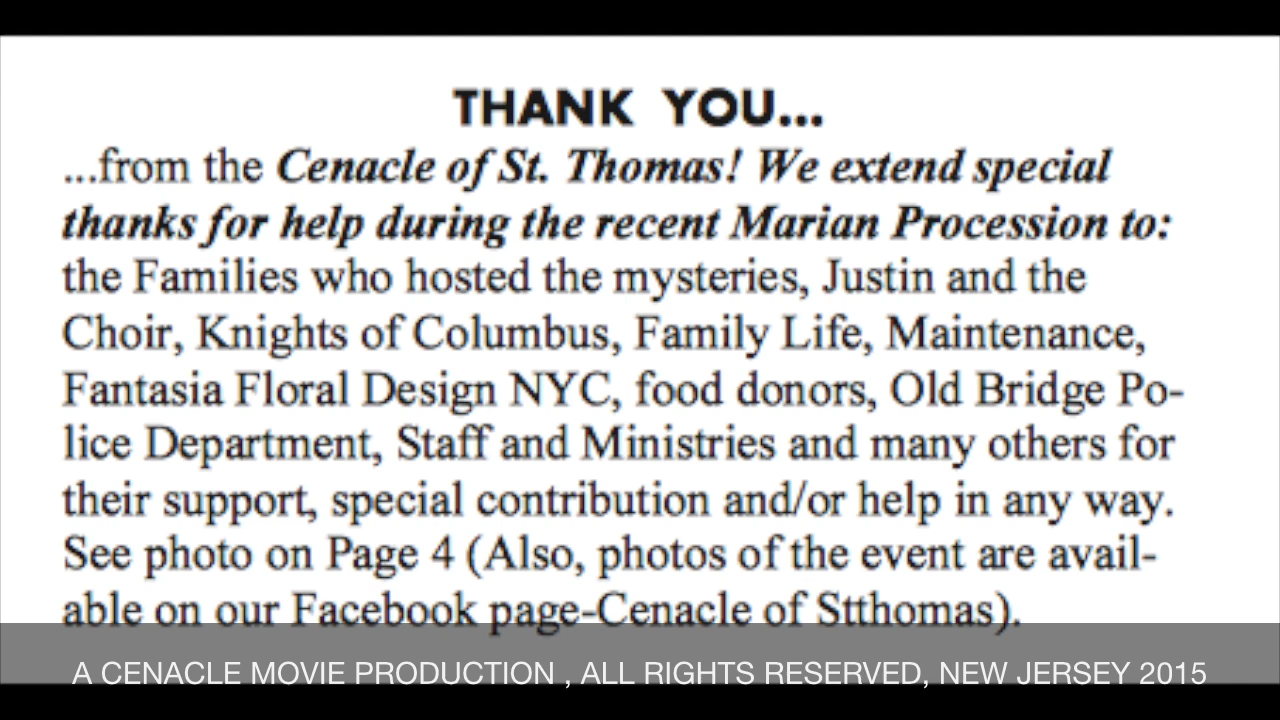 THANK YOU...
...from the Cenacle of St. Thomas! We extend special
thanks for help during the recent Marian Procession to:
the Families who hosted the mysteries, Justin and the
Choir, Knights of Columbus, Family Life, Maintenance,
Fantasia Floral Design NYC, food donors, Old Bridge Po-
lice Department, Staff and Ministries and many others for
their support, special contribution and/or help in any way.
See photo on Page 4 (Also, photos of the event are avail-
able on our Facebook page-Cenacle of Stthomas).
A CENACLE MOVIE PRODUCTION , ALL RIGHTS RESERVED, NEW JERSEY 2015